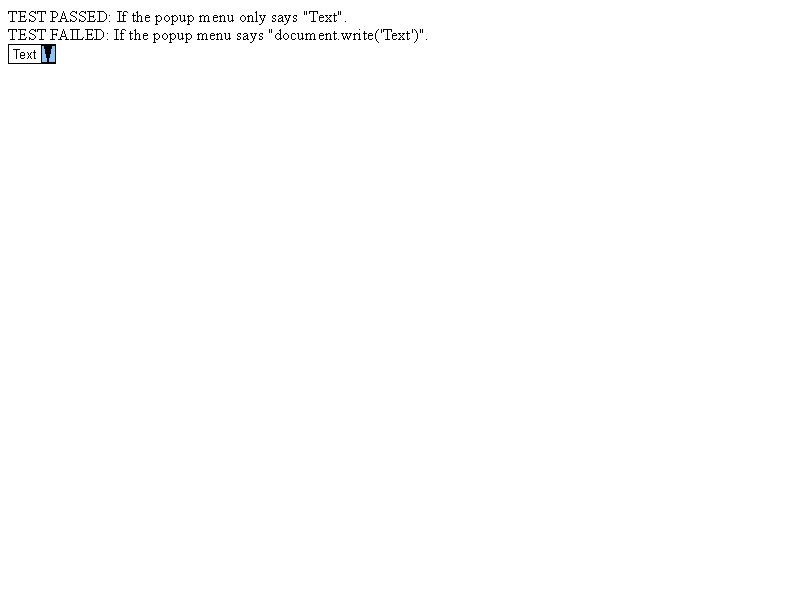 TEST PASSED: If the popup menu only says "Text".
TEST FAILED: If the popup menu says "document.write('Text')".
Text